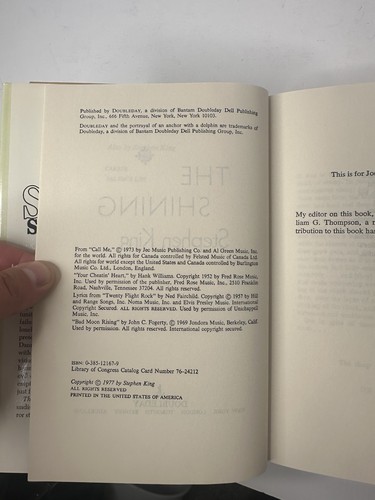 Published by DOUBLEDAY, a division of Bantam Doubleday Dell Publishing
Group, Inc., 666 Fifth Avenue, New York, New York 10103.
DOUBLEDAY and the portrayal of an anchor with a dolphin are trademarks of
Doubleday, a division of Bantam Doubleday Dell Publishing Group, Inc.
THE
SHINING
Stephen King
From "Call Me," © 1973 by Jec Music Publishing Co. and Al Green Music, Inc.
for the world. All rights for Canada controlled by Felsted Music of Canada Ltd.
All rights for world except the United States and Canada controlled by Burlington
Music Co. Ltd., London, England.
"Your Cheatin' Heart," by Hank Williams. Copyright 1952 by Fred Rose Music,
Inc. Used by permission of the publisher, Fred Rose Music, Inc., 2510 Franklin
Road, Nashville, Tennessee 37204. All rights reserved.
Lyrics from "Twenty Flight Rock" by Ned Fairchild. Copyright © 1957 by Hill
and Range Songs, Inc. Noma Music, Inc. and Elvis Presley Music. International
Copyright Secured. ALL RIGHTS RESERVED. Used by permission of Unichappell
Music, Inc.
"Bad Moon Rising" by John C. Fogerty, © 1969 Jondora Music, Berkeley, Calif.
Used by permission. All rights reserved. International copyright secured.
ISBN: 0-385-12167-9
Library of Congress Catalog Card Number 76-24212
Copyright © 1977 by Stephen King
ALL RIGHTS RESERVED
PRINTED IN THE UNITED STATES OF AMERICA
DOUBLEDAY
This is for Joe
My editor on this book,
liam G. Thompson, a
tribution to this book has